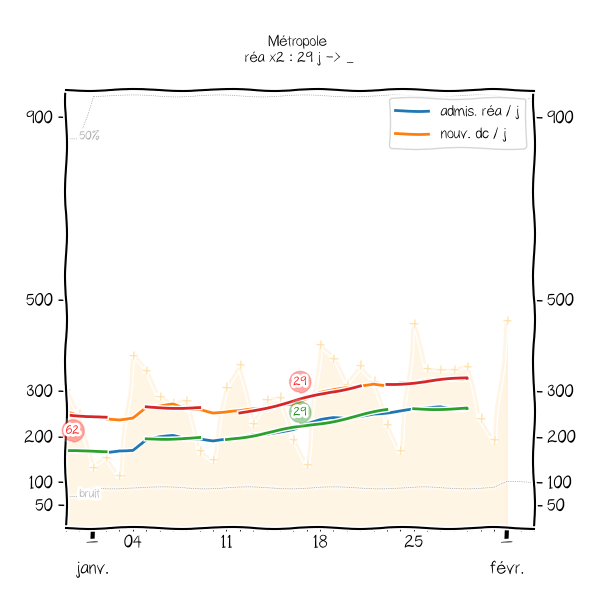 Métropole
réa x2 : 29 j -> _
admis. réa / j
nouv. dc / j
900
900
50%
500
500
300
300
200
200
100
100
50
50
29
29
62
bruit
04
11
18
25
janv.
févr.